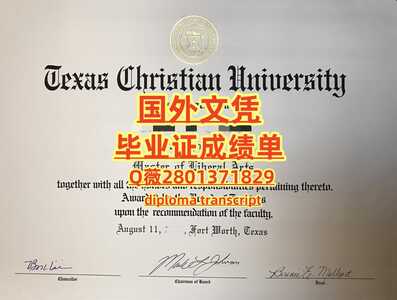 Texas Christian University
国外文凭
毕业证成绩单
Master of Liberal Arts
Q薇2801371829
together with all the honors and responsibilities pertaining thereto.
diploma transcript
upon the recommendation of the faculty.
August 11, Fort Worth, Texas
Chancellor
Chairman of Board
Dean